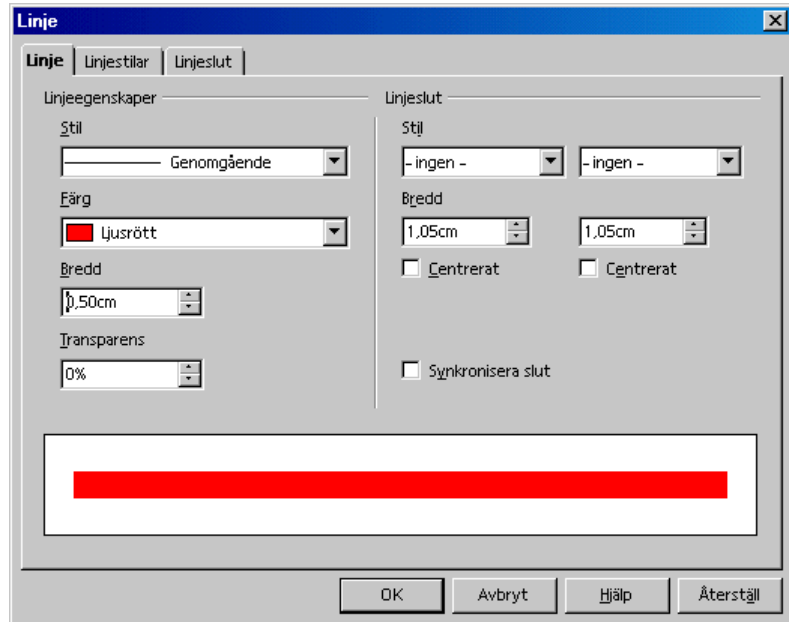 Linje
Linje Linjestilar Linjeslut
Linjeegenskaper
Stil
Genomgående
Färg
Ljusrött
Bredd
0,50cm
Transparens
0%
Linjeslut
Stil
- ingen - - ingen -
Bredd
1,05cm 1,05cm
Centrerat Centrerat
Synkronisera slut
OK Avbryt Hjälp Återställ